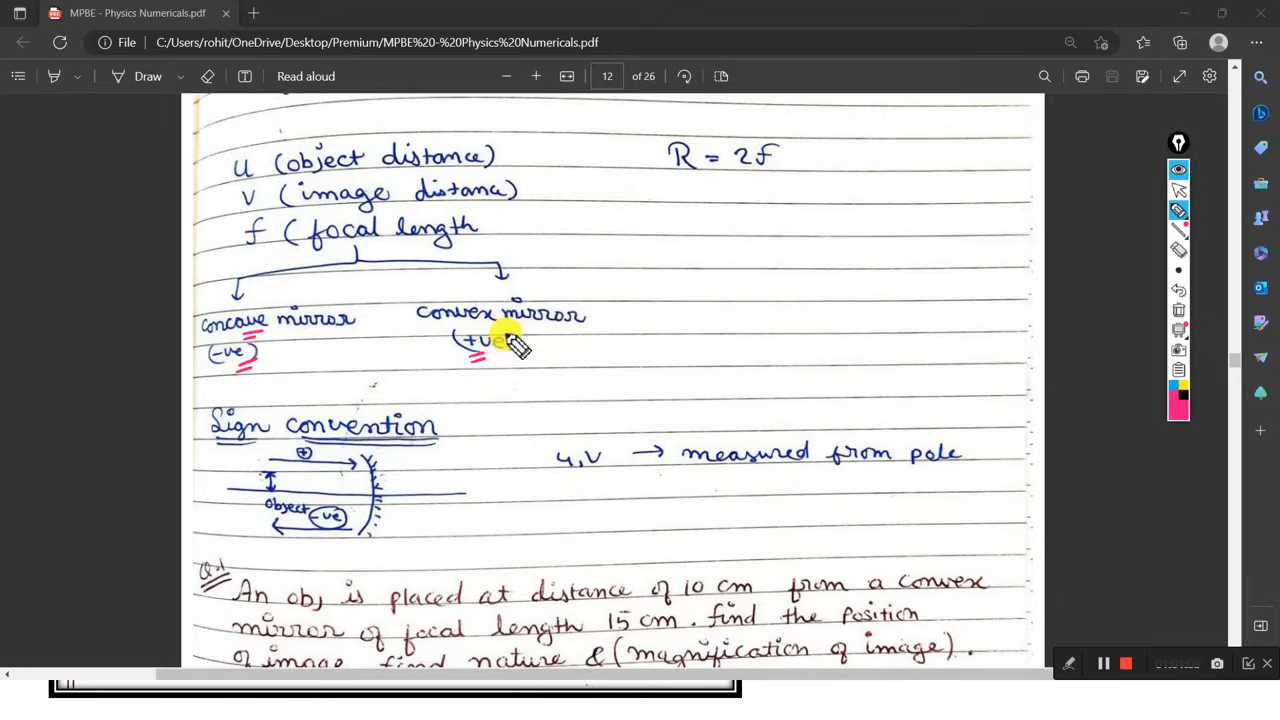 MPBE - Physics Numericals.pdf
File
C:/Users/rohit/OneDrive/Desktop/Premium/MPBE%20-%20Physics%20Numericals.pdf
Draw
Read aloud
12 of 26
u (object distance)
R = 2f
v (image distance)
f (focal length
concave mirror
convex mirror
(-ve)
(+ve
Sign convention
+
u,v → measured from pole
object
-ve
Q.1
An obj is placed at distance of 10 cm from a convex
mirror of focal length 15 cm. find the position
of image find nature & (magnification of image).